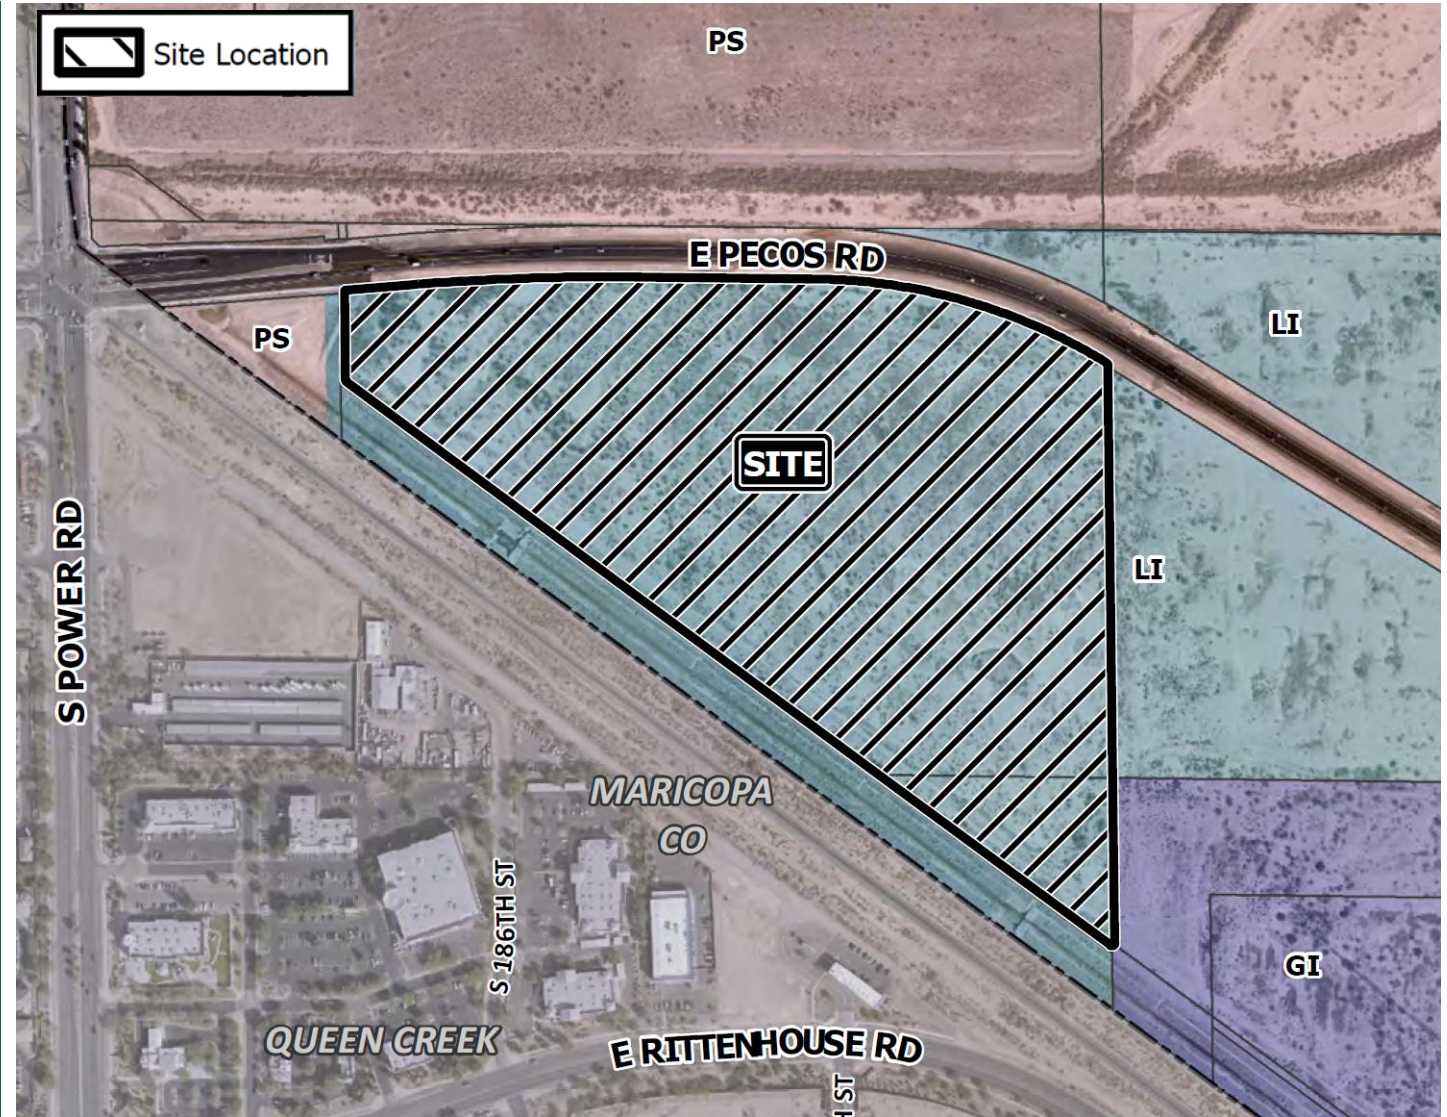 Site Location
PS
E PECOS RD
PS
LI
SITE
S POWER RD
LI
MARICOPA
CO
S 186TH ST
GI
QUEEN CREEK
E RITTENHOUSE RD
H ST